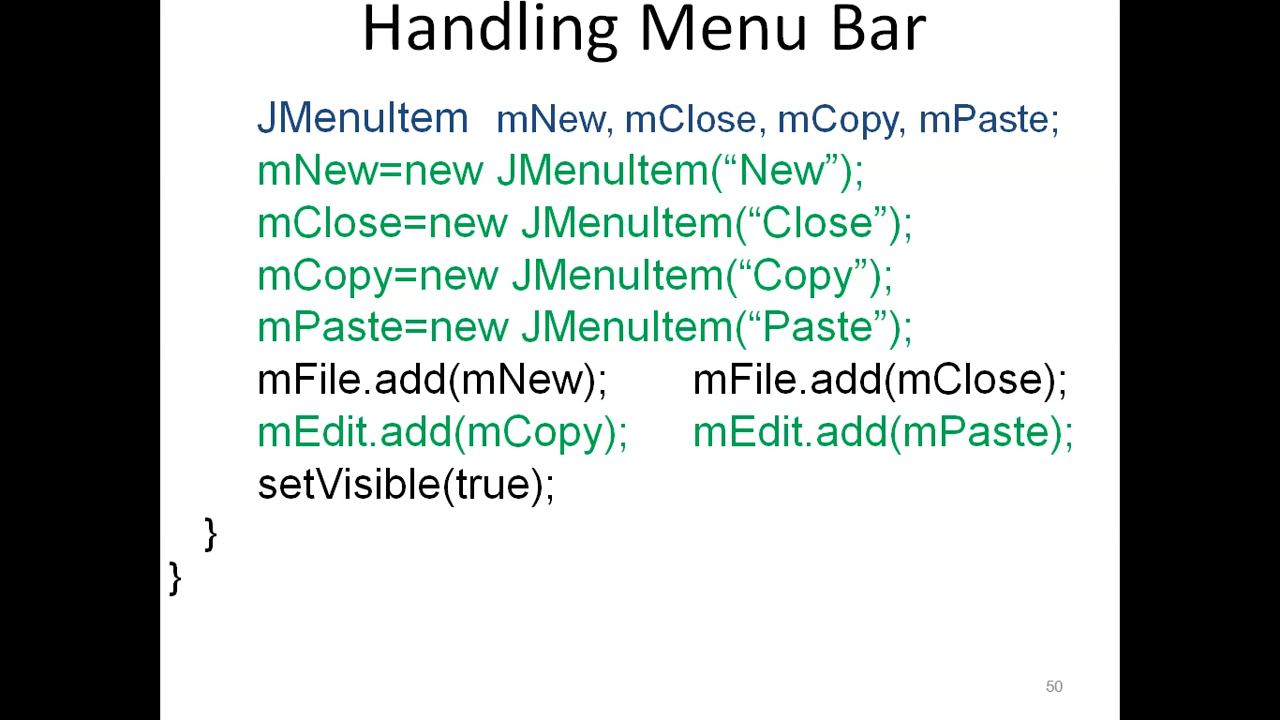 Handling Menu Bar
JMenuItem mNew, mClose, mCopy, mPaste;
mNew=new JMenuItem(“New”);
mClose=new JMenuItem(“Close”);
mCopy=new JMenuItem(“Copy”);
mPaste=new JMenuItem(“Paste”);
mFile.add(mNew); mFile.add(mClose);
mEdit.add(mCopy); mEdit.add(mPaste);
setVisible(true);
}
}
50